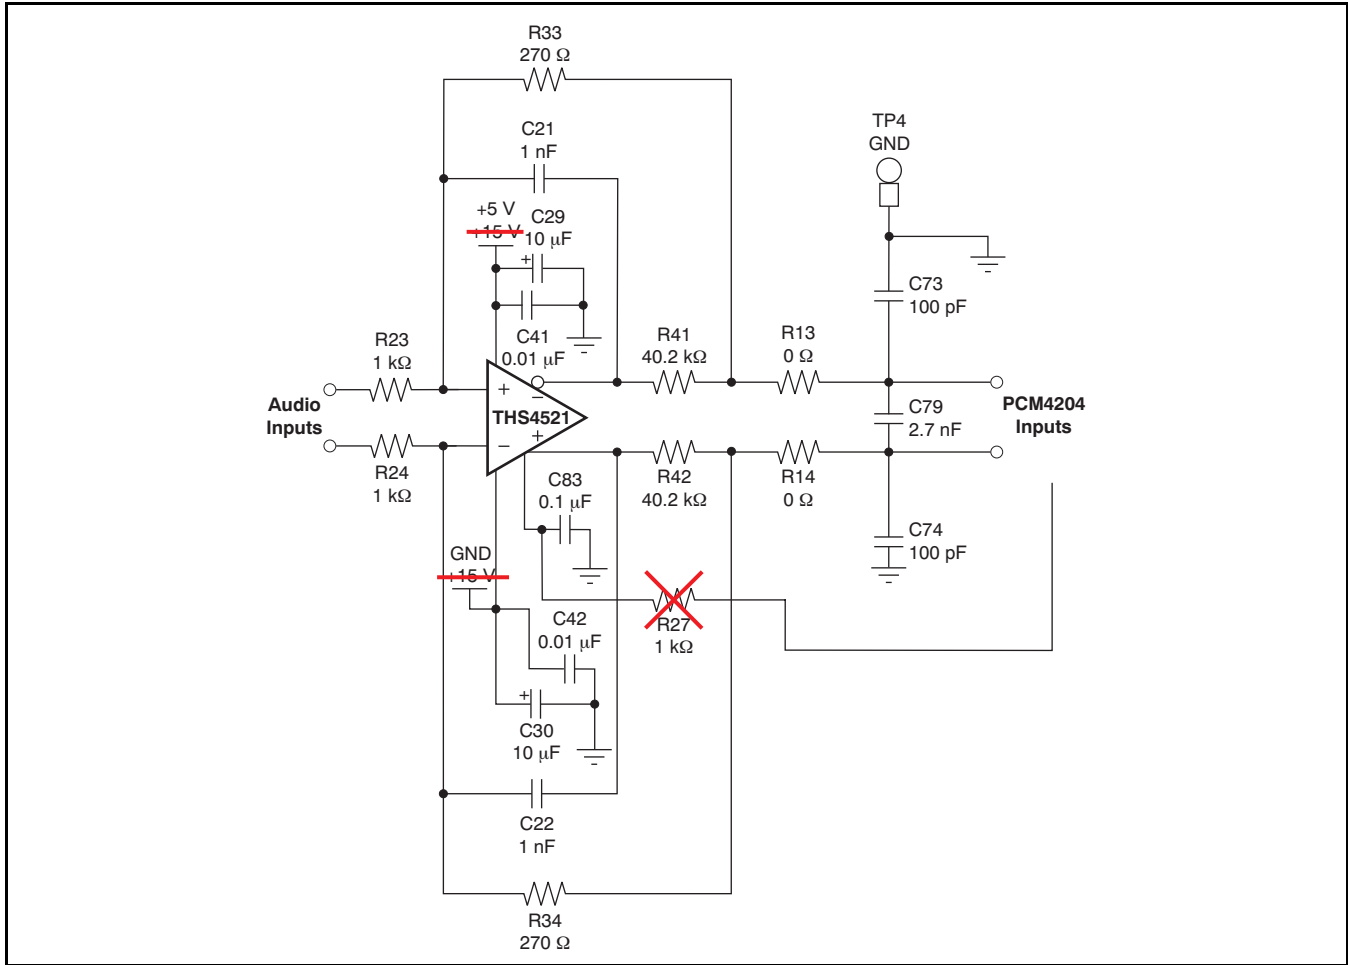 R33
270 Ω
C21
1 nF
TP4
GND
+5 V
+15 V
C29
10 µF
C41
0.01 µF
C73
100 pF
R23
1 kΩ
R41
40.2 kΩ
R13
0 Ω
Audio
Inputs
+
−
THS4521
−
+
+
C79
2.7 nF
PCM4204
Inputs
R24
1 kΩ
C83
0.1 µF
R42
40.2 kΩ
R14
0 Ω
C74
100 pF
GND
+15 V
R27
1 kΩ
C42
0.01 µF
+
C30
10 µF
C22
1 nF
R34
270 Ω